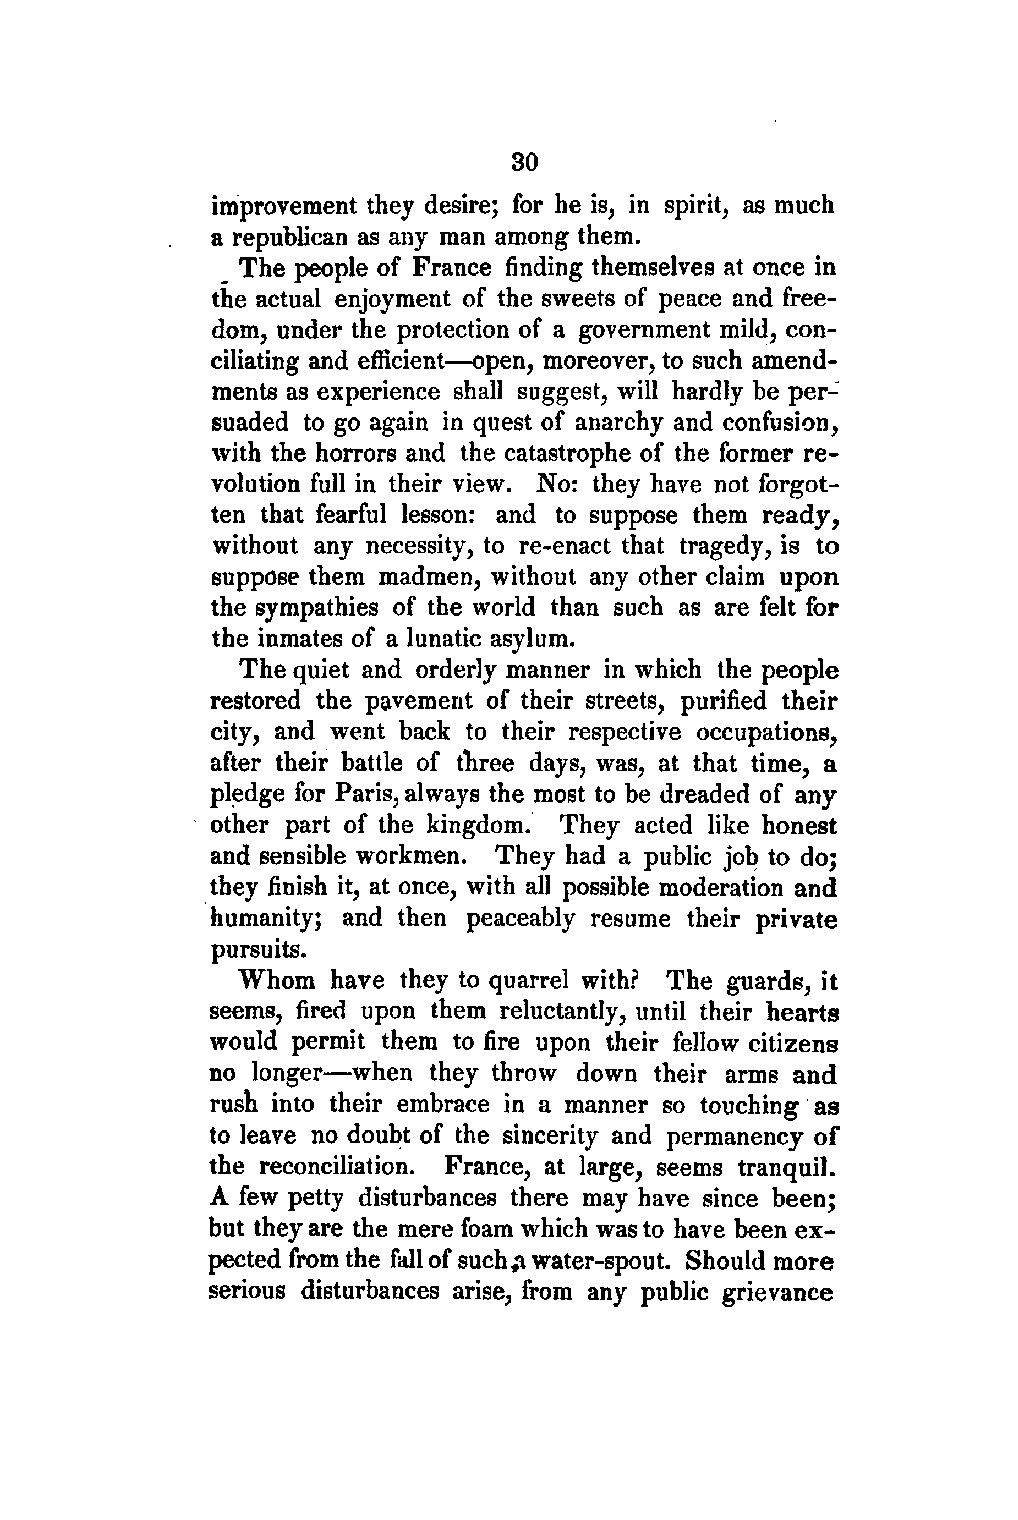 30
improvement they desire; for he is, in spirit, as much
a republican as any man among them.
The people of France finding themselves at once in
the actual enjoyment of the sweets of peace and free-
dom, under the protection of a government mild, con-
ciliating and efficient—open, moreover, to such amend-
ments as experience shall suggest, will hardly be per-
suaded to go again in quest of anarchy and confusion,
with the horrors and the catastrophe of the former re-
volution full in their view. No: they have not forgot-
ten that fearful lesson: and to suppose them ready,
without any necessity, to re-enact that tragedy, is to
suppose them madmen, without any other claim upon
the sympathies of the world than such as are felt for
the inmates of a lunatic asylum.
The quiet and orderly manner in which the people
restored the pavement of their streets, purified their
city, and went back to their respective occupations,
after their battle of three days, was, at that time, a
pledge for Paris, always the most to be dreaded of any
other part of the kingdom. They acted like honest
and sensible workmen. They had a public job to do;
they finish it, at once, with all possible moderation and
humanity; and then peaceably resume their private
pursuits.
Whom have they to quarrel with? The guards, it
seems, fired upon them reluctantly, until their hearts
would permit them to fire upon their fellow citizens
no longer—when they throw down their arms and
rush into their embrace in a manner so touching as
to leave no doubt of the sincerity and permanency of
the reconciliation. France, at large, seems tranquil.
A few petty disturbances there may have since been;
but they are the mere foam which was to have been ex-
pected from the fall of such a water-spout. Should more
serious disturbances arise, from any public grievance